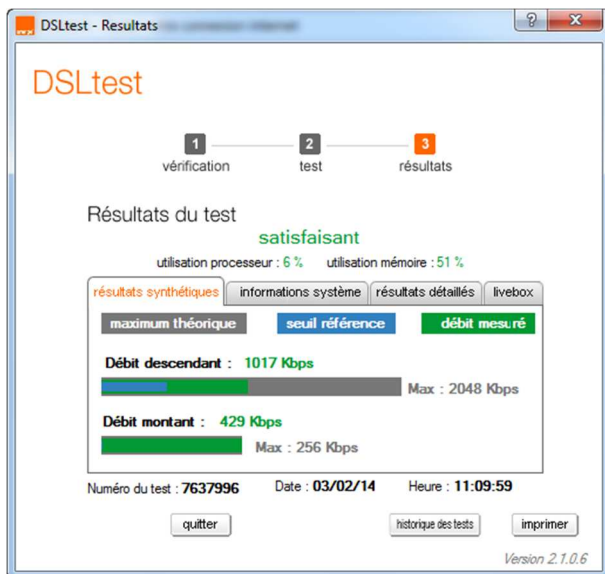 DSLtest - Resultats
DSLtest
1 2 3
vérification test résultats
Résultats du test
satisfaisant
utilisation processeur : 6 % utilisation mémoire : 51 %
résultats synthétiques informations système résultats détaillés livebox
maximum théorique seuil référence débit mesuré
Débit descendant : 1017 Kbps
Max : 2048 Kbps
Débit montant : 429 Kbps
Max : 256 Kbps
Numéro du test : 7637996 Date : 03/02/14 Heure : 11:09:59
quitter historique des tests imprimer
Version 2.1.0.6